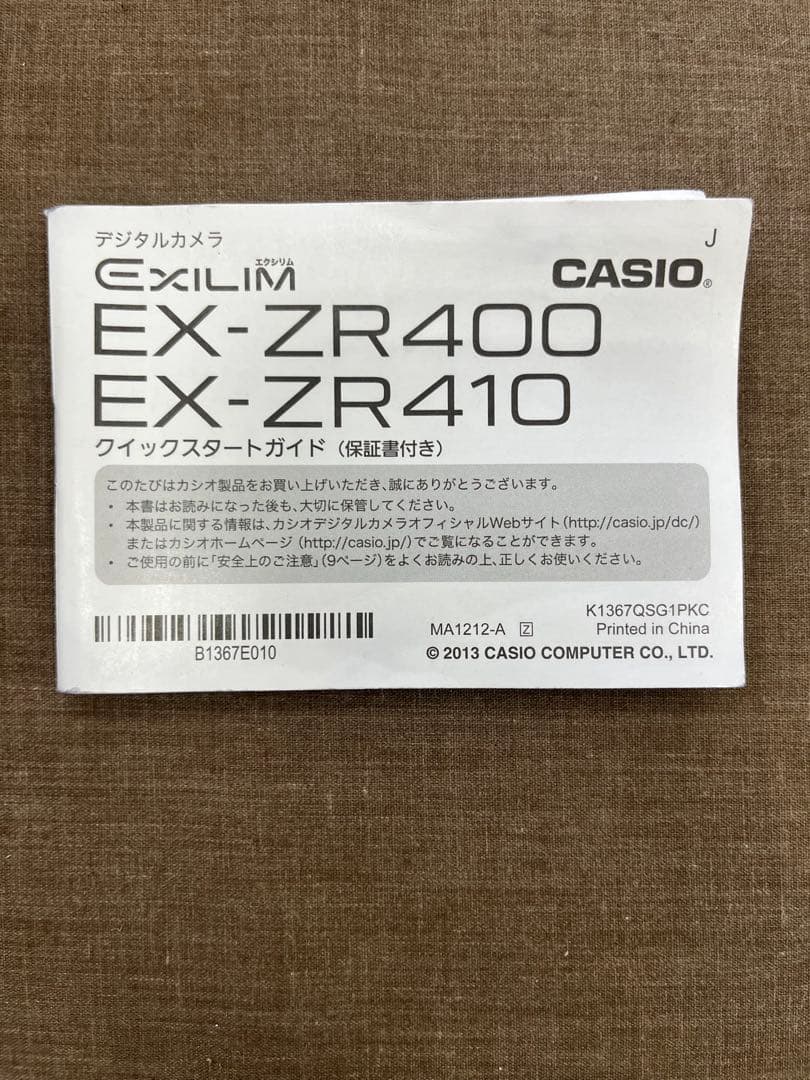 デジタルカメラ
J
エクシリム
EXILIM
CASIO®
EX-ZR400
EX-ZR410
クイックスタートガイド（保証書付き）
このたびはカシオ製品をお買い上げいただき、誠にありがとうございます。
• 本書はお読みになった後も、大切に保管してください。
• 本製品に関する情報は、カシオデジタルカメラオフィシャルWebサイト（http://casio.jp/dc/）
またはカシオホームページ（http://casio.jp/）でご覧になることができます。
• ご使用の前に「安全上のご注意」（9ページ）をよくお読みの上、正しくお使いください。
K1367QSG1PKC
MA1212-A Z Printed in China
B1367E010
© 2013 CASIO COMPUTER CO., LTD.